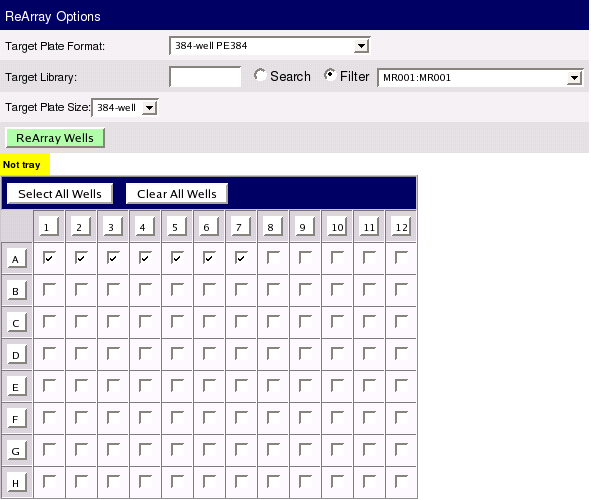 ReArray Options
Target Plate Format: 384-well PE384
Target Library: Search Filter MR001:MR001
Target Plate Size: 384-well
ReArray Wells
Not tray
Select All Wells Clear All Wells
1 2 3 4 5 6 7 8 9 10 11 12
A
B
C
D
E
F
G
H